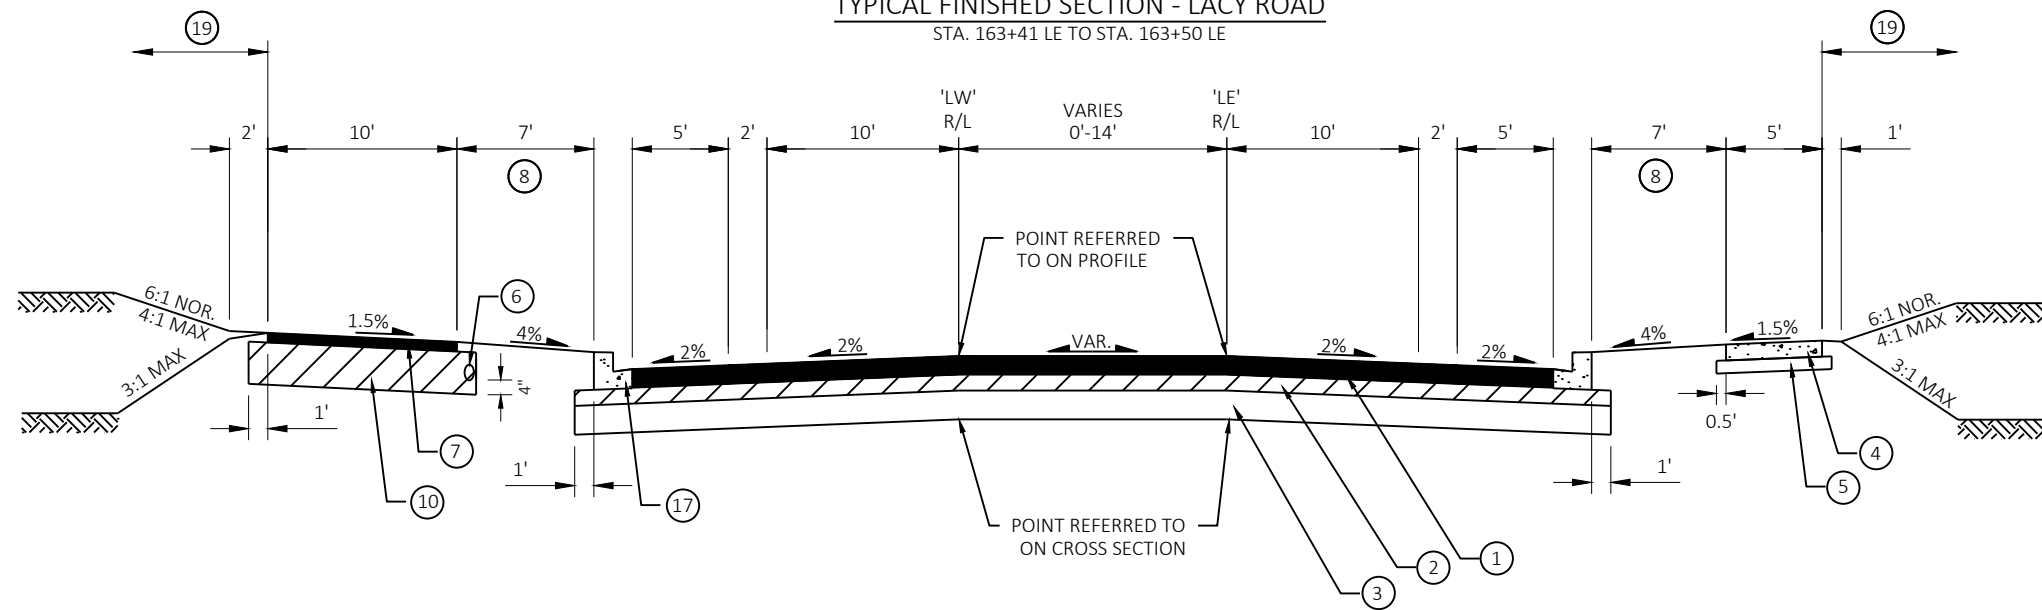 TYPICAL FINISHED SECTION - LACY ROAD
STA. 163+41 LE TO STA. 163+50 LE
19
19
'LW'
R/L
VARIES
0'-14'
'LE'
R/L
2'
10'
7'
5'
2'
10'
10'
2'
5'
7'
5'
1'
8
8
POINT REFERRED
TO ON PROFILE
6:1 NOR.
4:1 MAX
3:1 MAX
1.5%
6
4%
2%
2%
VAR.
2%
2%
4%
1.5%
6:1 NOR.
4:1 MAX
3:1 MAX
4"
1'
7
10
1'
17
0.5'
4
5
1'
POINT REFERRED TO
ON CROSS SECTION
1
2
3